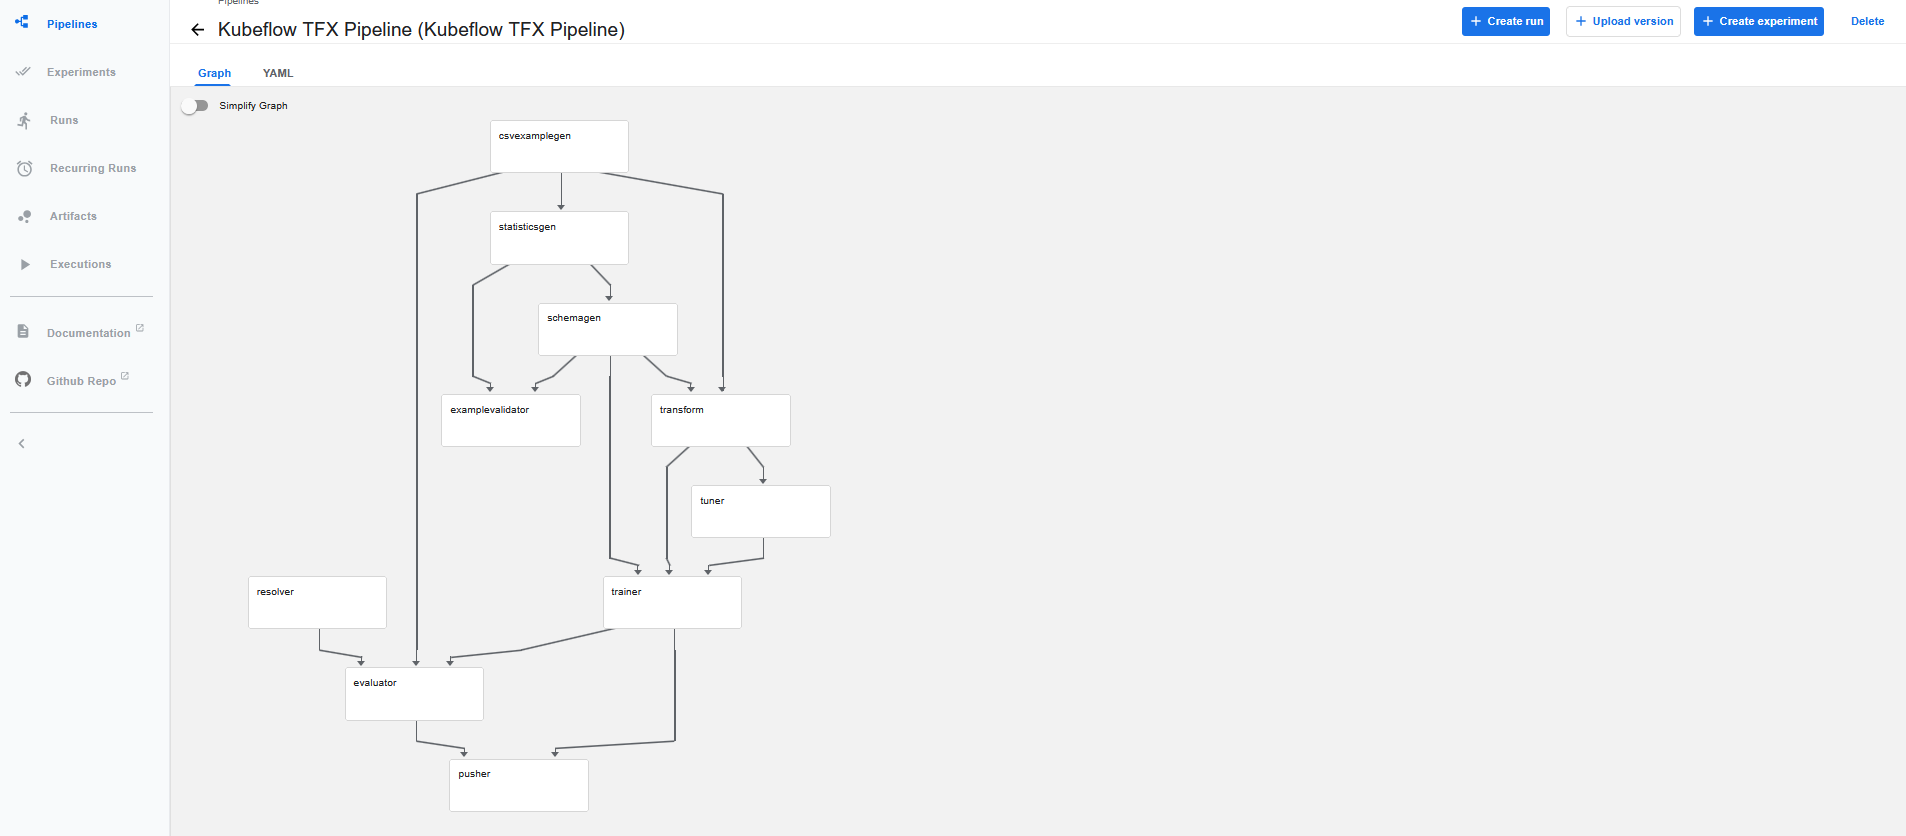 Pipelines
Kubeflow TFX Pipeline (Kubeflow TFX Pipeline)
Create run
Upload version
Create experiment
Delete
Pipelines
Experiments
Runs
Recurring Runs
Artifacts
Executions
Documentation
Github Repo
Graph
YAML
Simplify Graph
csvexamplegen
statisticsgen
schemagen
examplevalidator
transform
tuner
resolver
trainer
evaluator
pusher